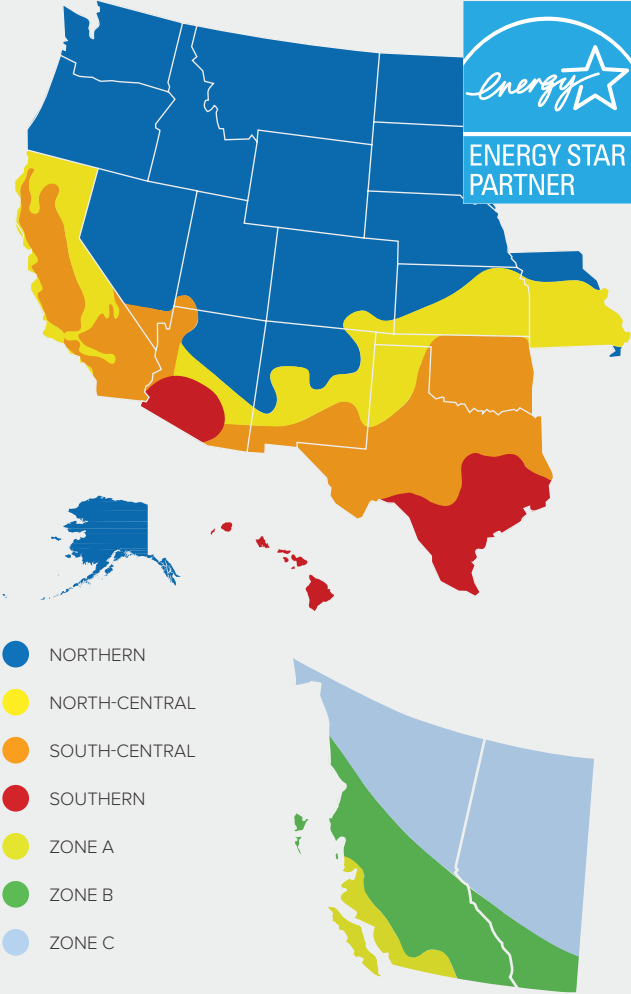 energy
ENERGY STAR
PARTNER
NORTHERN
NORTH-CENTRAL
SOUTH-CENTRAL
SOUTHERN
ZONE A
ZONE B
ZONE C